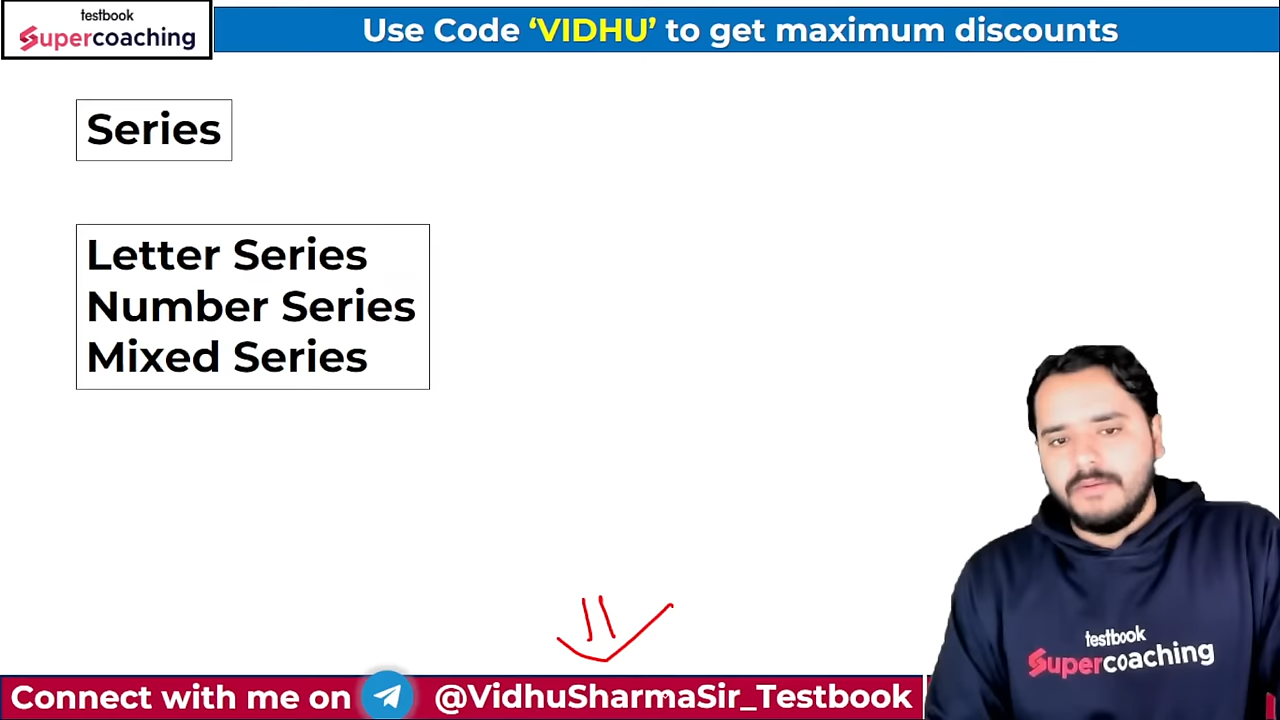 testbook
Supercoaching
Use Code ‘VIDHU’ to get maximum discounts
Series
Letter Series
Number Series
Mixed Series
testbook
Supercoaching
Connect with me on @VidhuSharmaSir_Testbook